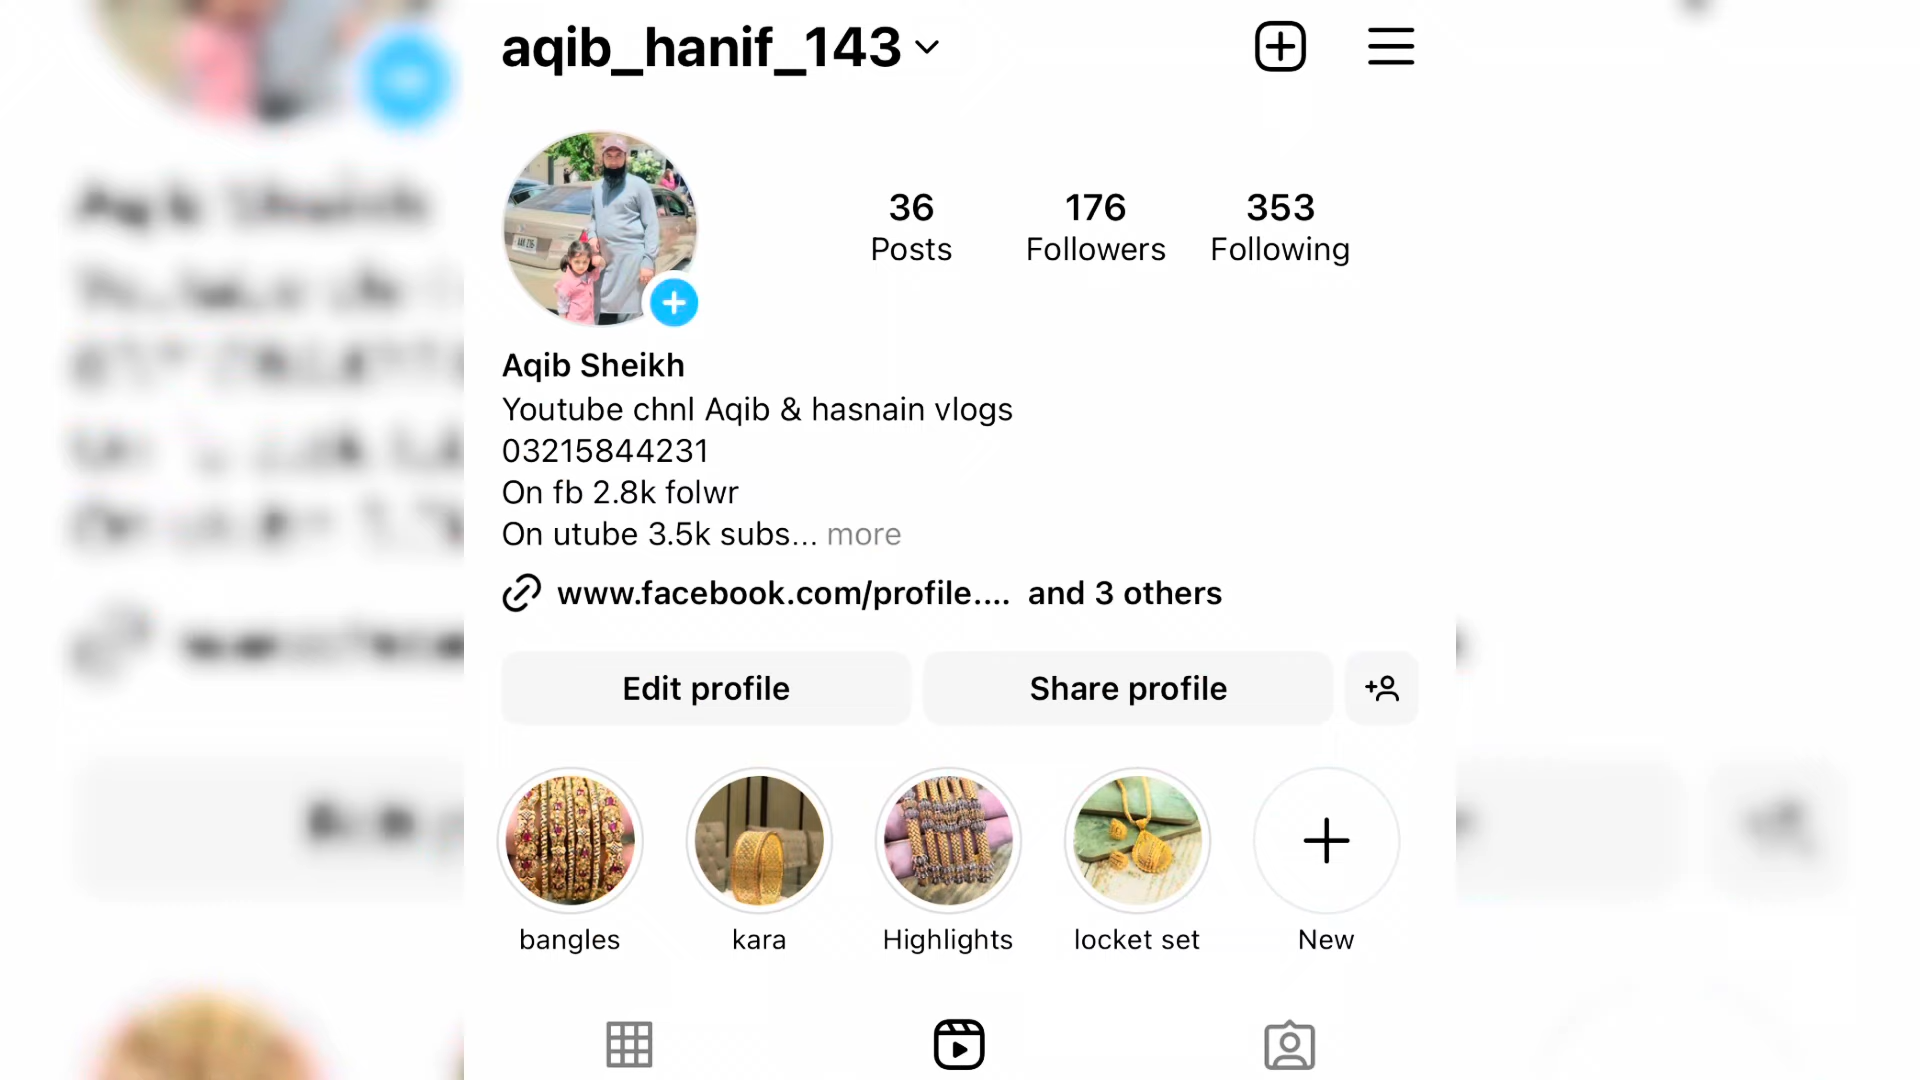 aqib_hanif_143
36 176 353
Posts Followers Following
Aqib Sheikh
Youtube chnl Aqib & hasnain vlogs
03215844231
On fb 2.8k folwr
On utube 3.5k subs... more
www.facebook.com/profile.... and 3 others
Edit profile Share profile
bangles kara Highlights locket set New